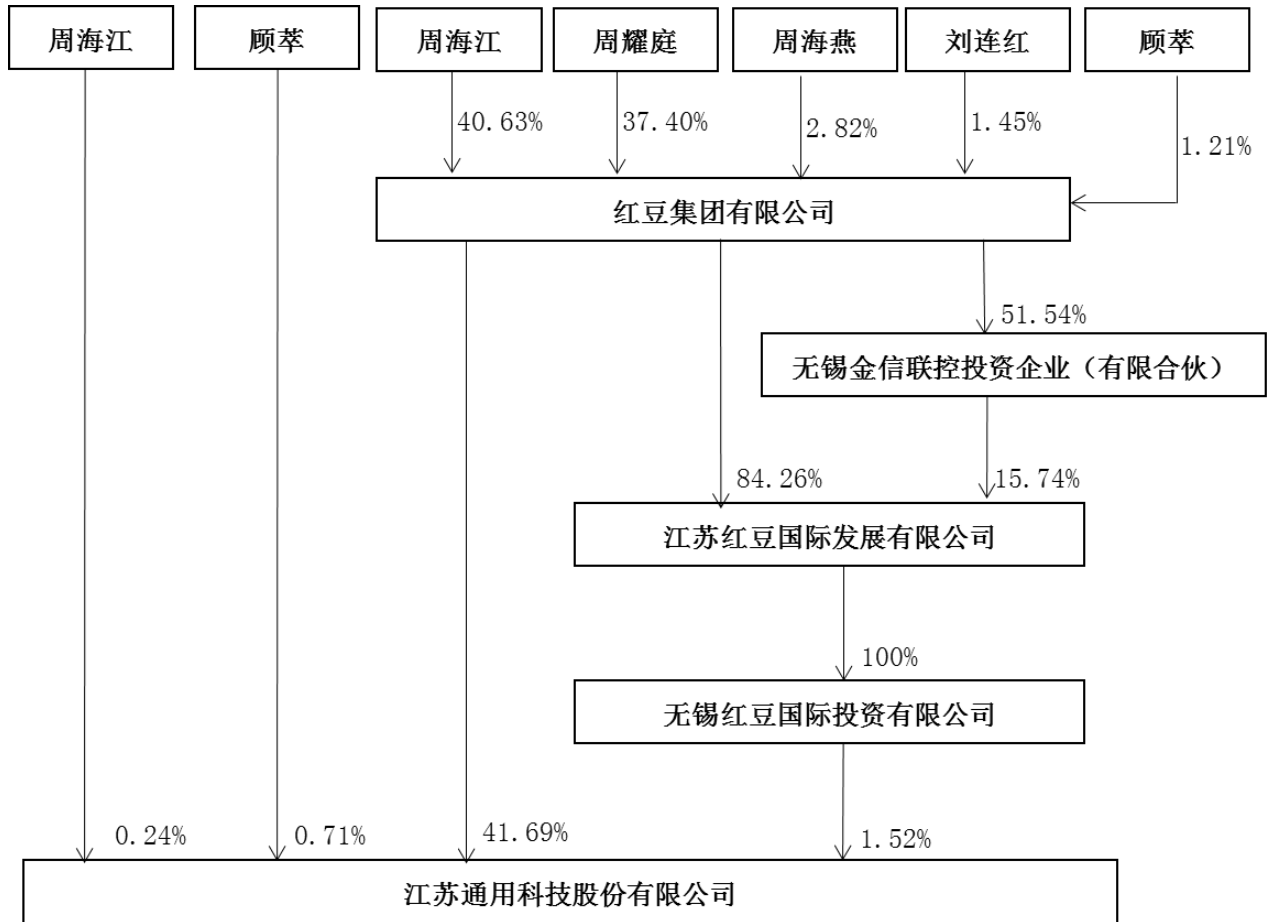 周海江
顾萃
周海江
周耀庭
周海燕
刘连红
顾萃
40.63%
37.40%
2.82%
1.45%
1.21%
红豆集团有限公司
51.54%
无锡金信联控投资企业（有限合伙）
84.26%
15.74%
江苏红豆国际发展有限公司
100%
无锡红豆国际投资有限公司
0.24%
0.71%
41.69%
1.52%
江苏通用科技股份有限公司